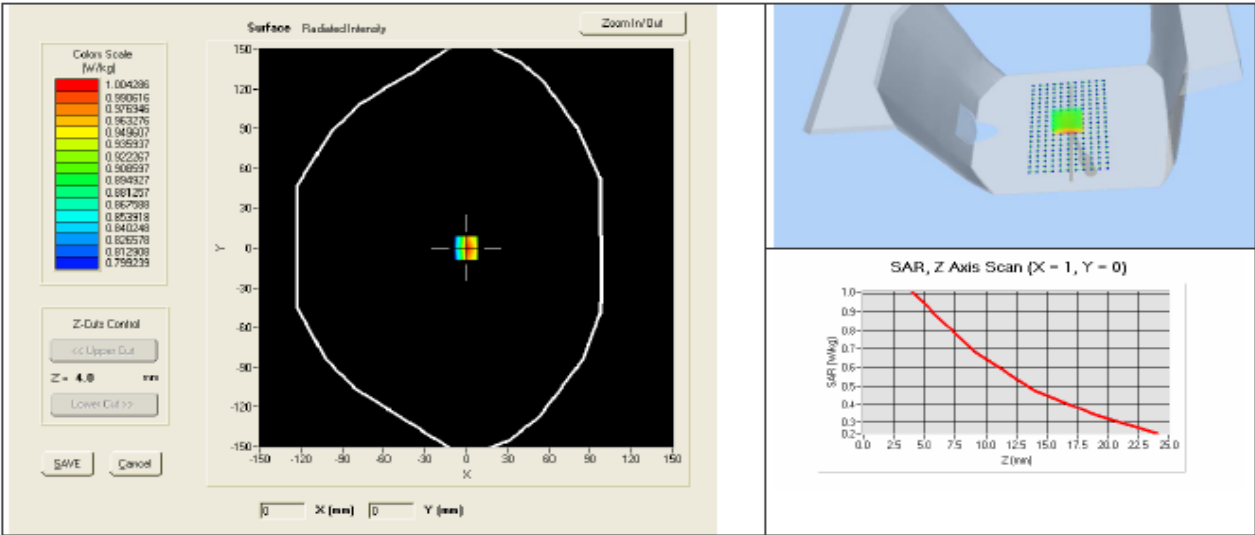 Surface Radiated Intensity
Zoom In/Out
Colors Scale
[W/kg]
1.004286
0.990616
0.976946
0.963276
0.949607
0.935937
0.922267
0.908597
0.894927
0.881257
0.867588
0.853918
0.840248
0.826578
0.812908
0.799239
Z-Cuts Control
<< Upper Cut
Z = 4.0 mm
Lower Cut >>
SAVE
Cancel
150
120
90
60
30
0
-30
-60
-90
-120
-150
Y
-150 -120 -90 -60 -30 0 30 60 90 120 150
X
0 X (mm) 0 Y (mm)
SAR, Z Axis Scan (X = 1, Y = 0)
SAR (W/kg)
1.0
0.9
0.8
0.7
0.6
0.5
0.4
0.3
0.2
0.0 2.5 5.0 7.5 10.0 12.5 15.0 17.5 20.0 22.5 25.0
Z (mm)